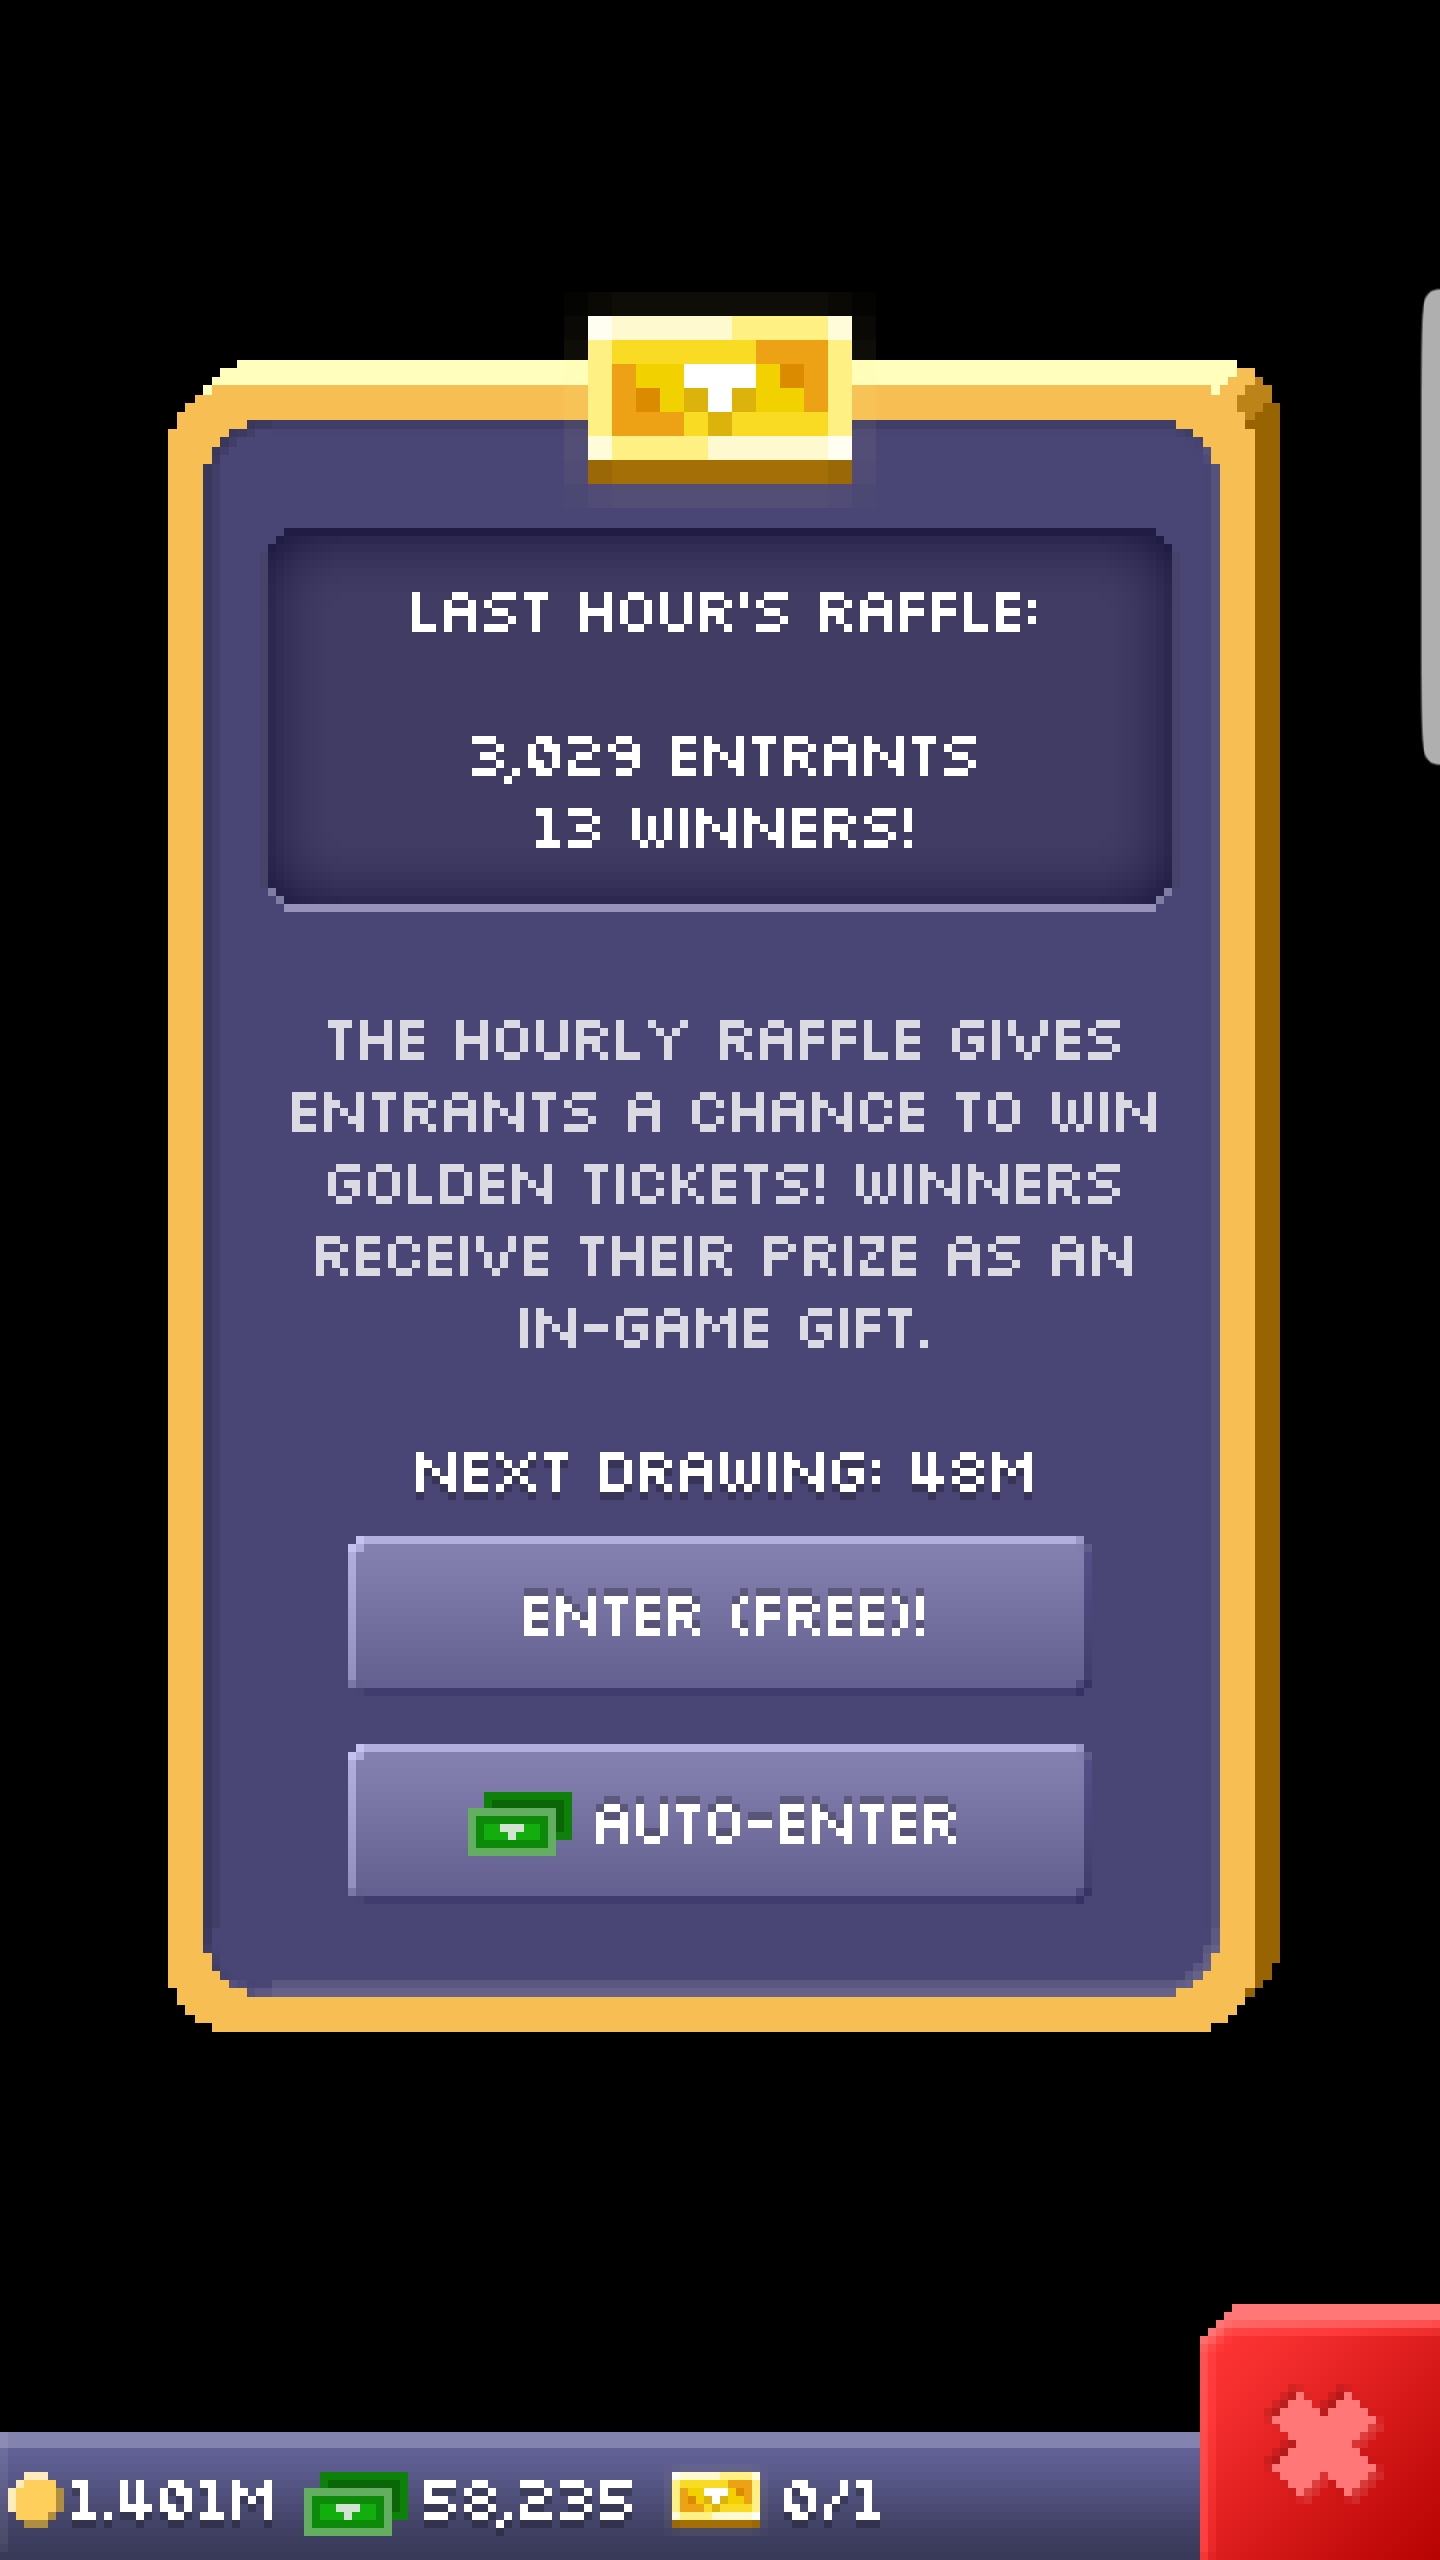 LAST HOUR'S RAFFLE:
3,029 ENTRANTS
13 WINNERS!
THE HOURLY RAFFLE GIVES
ENTRANTS A CHANCE TO WIN
GOLDEN TICKETS! WINNERS
RECEIVE THEIR PRIZE AS AN
IN-GAME GIFT.
NEXT DRAWING: 48M
ENTER (FREE)!
AUTO-ENTER
1.401M 58,235 0/1